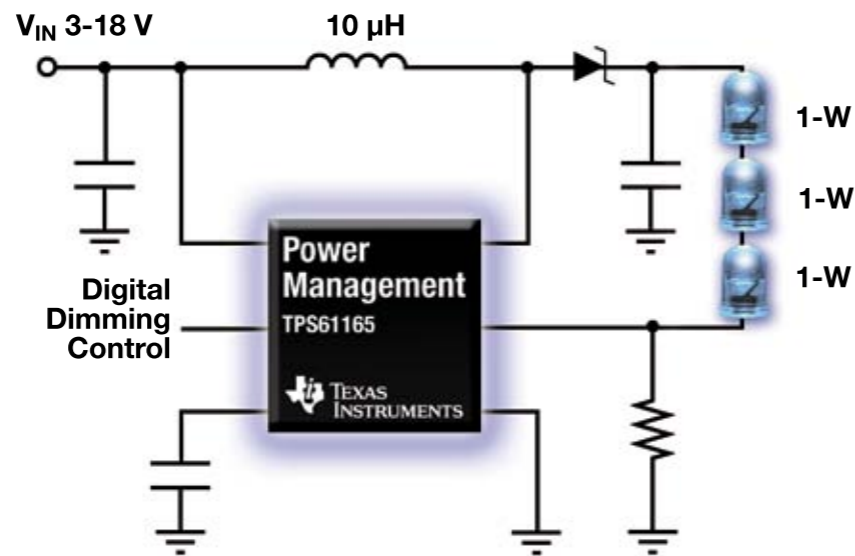 VIN 3-18 V
10 µH
1-W
1-W
1-W
Power
Management
TPS61165
Digital
Dimming
Control
TEXAS
INSTRUMENTS